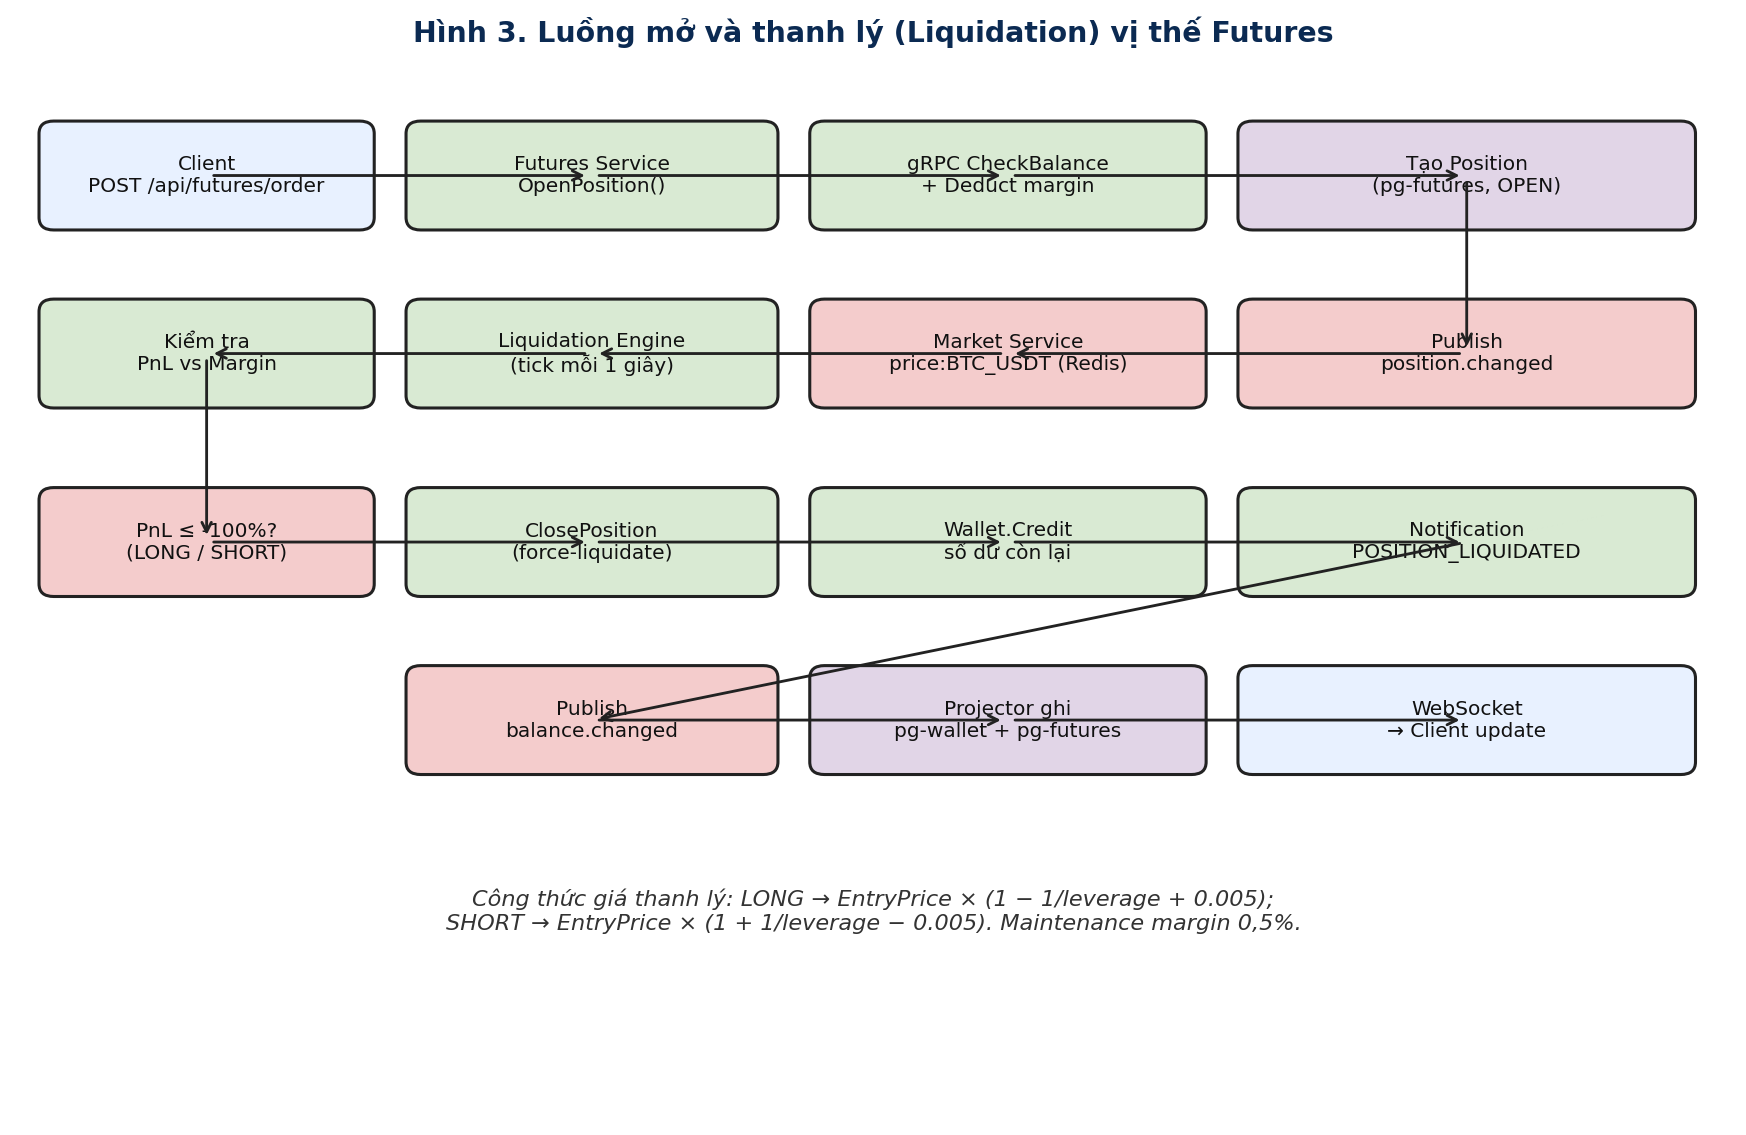 Hình 3. Luồng mở và thanh lý (Liquidation) vị thế Futures
Client
POST /api/futures/order
Futures Service
OpenPosition()
gRPC CheckBalance
+ Deduct margin
Tạo Position
(pg-futures, OPEN)
Kiểm tra
PnL vs Margin
Liquidation Engine
(tick mỗi 1 giây)
Market Service
price:BTC_USDT (Redis)
Publish
position.changed
PnL ≤ -100%?
(LONG / SHORT)
ClosePosition
(force-liquidate)
Wallet.Credit
số dư còn lại
Notification
POSITION_LIQUIDATED
Publish
balance.changed
Projector ghi
pg-wallet + pg-futures
WebSocket
→ Client update
Công thức giá thanh lý: LONG → EntryPrice × (1 − 1/leverage + 0.005);
SHORT → EntryPrice × (1 + 1/leverage − 0.005). Maintenance margin 0,5%.